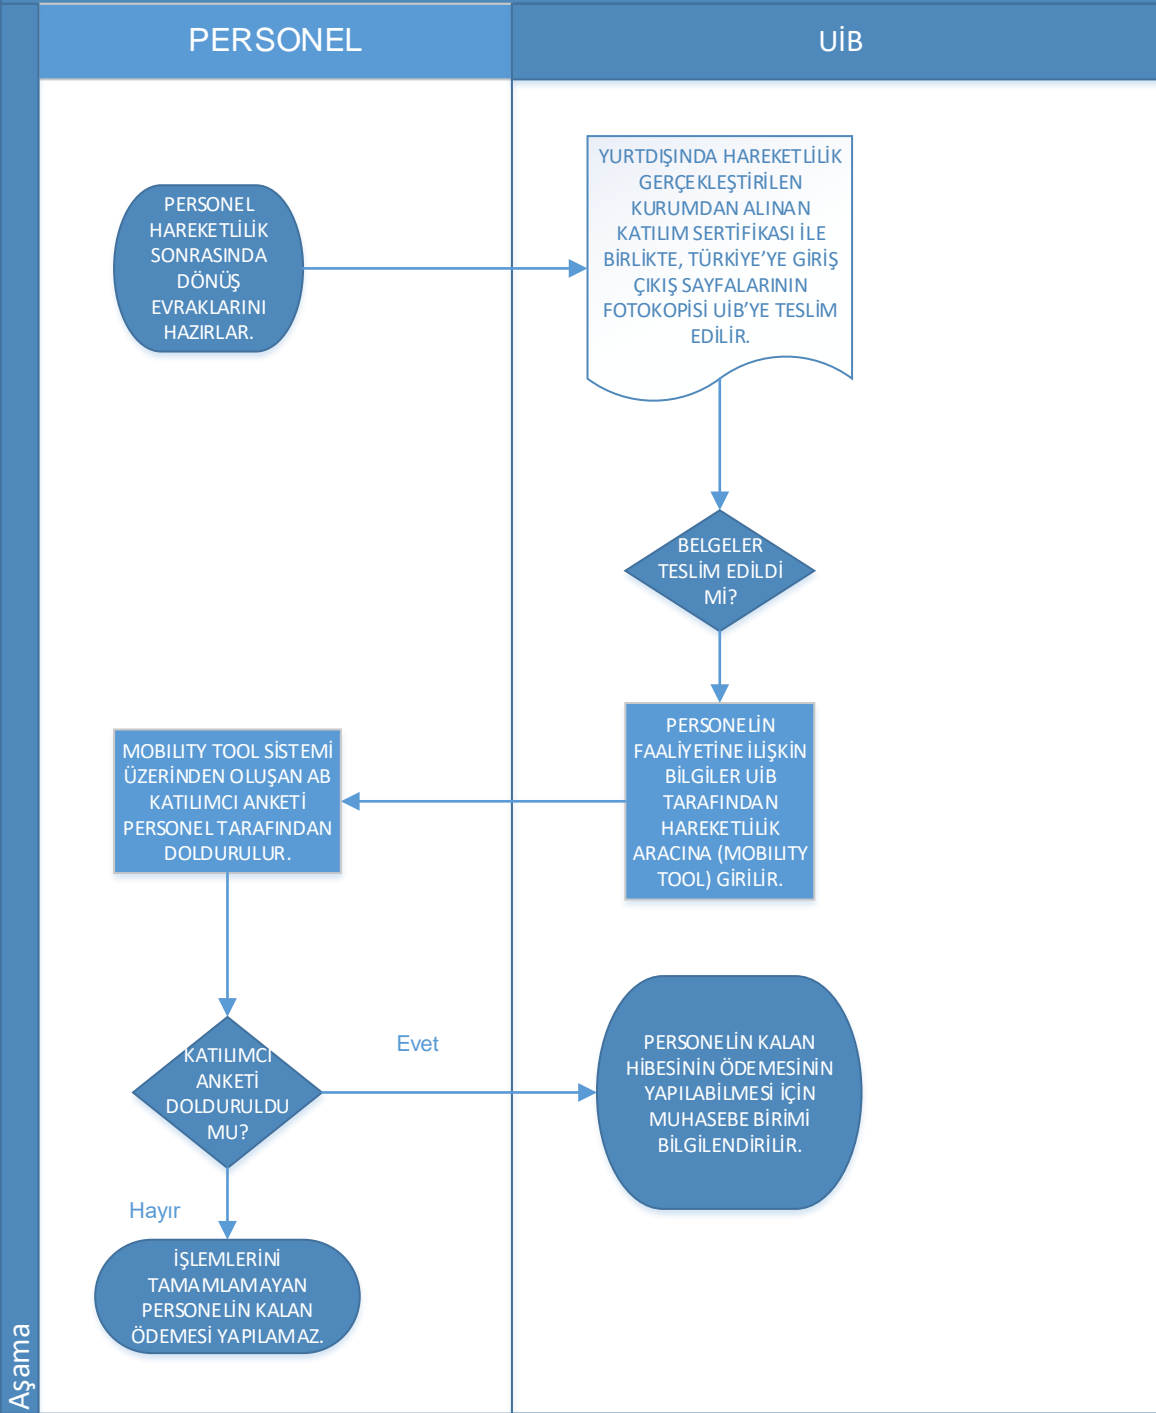 PERSONEL
UİB
PERSONEL
HAREKETLİLİK
SONRASINDA
DÖNÜŞ
EVRAKLARINI
HAZIRLAR.
YURTDIŞINDA HAREKETLİLİK
GERÇEKLEŞTİRİLEN
KURUMDAN ALINAN
KATILIM SERTİFİKASI İLE
BİRLİKTE, TÜRKİYE’YE GİRİŞ
ÇIKIŞ SAYFALARININ
FOTOKOPİSİ UİB’YE TESLİM
EDİLİR.
BELGELER
TESLİM EDİLDİ
Mİ?
PERSONELİN
FAALİYETİNE İLİŞKİN
BİLGİLER UİB
TARAFINDAN
HAREKETLİLİK
ARACINA (MOBILITY
TOOL) GİRİLİR.
MOBILITY TOOL SİSTEMİ
ÜZERİNDEN OLUŞAN AB
KATILIMCI ANKETİ
PERSONEL TARAFINDAN
DOLDURULUR.
KATILIMCI
ANKETİ
DOLDURULDU
MU?
Evet
PERSONELİN KALAN
HİBESİNİN ÖDEMESİNİN
YAPILABİLMESİ İÇİN
MUHASEBE BİRİMİ
BİLGİLENDİRİLİR.
Hayır
İŞLEMLERİNİ
TAMAMLAMAYAN
PERSONELİN KALAN
ÖDEMESİ YAPILAMAZ.
Aşama